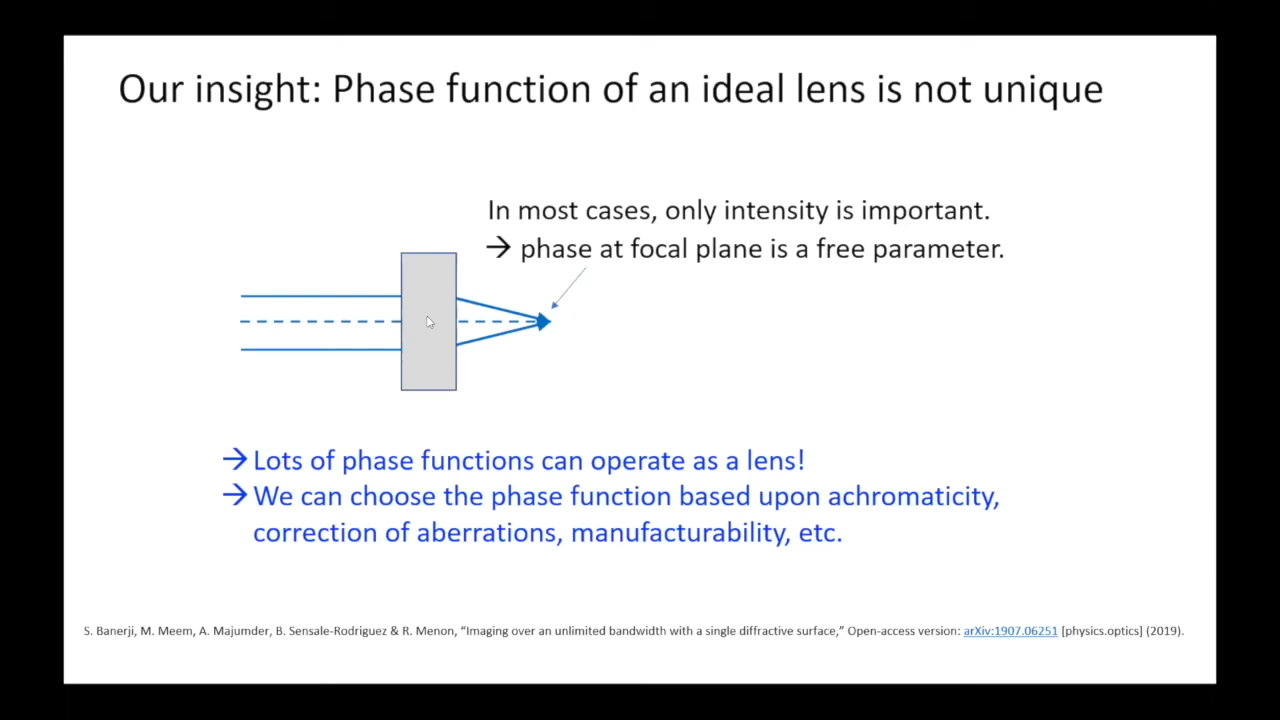 Our insight: Phase function of an ideal lens is not unique
In most cases, only intensity is important.
→ phase at focal plane is a free parameter.
→ Lots of phase functions can operate as a lens!
→ We can choose the phase function based upon achromaticity,
correction of aberrations, manufacturability, etc.
S. Banerji, M. Meem, A. Majumder, B. Sensale-Rodriguez & R. Menon, “Imaging over an unlimited bandwidth with a single diffractive surface,” Open-access version: arXiv:1907.06251 [physics.optics] (2019).